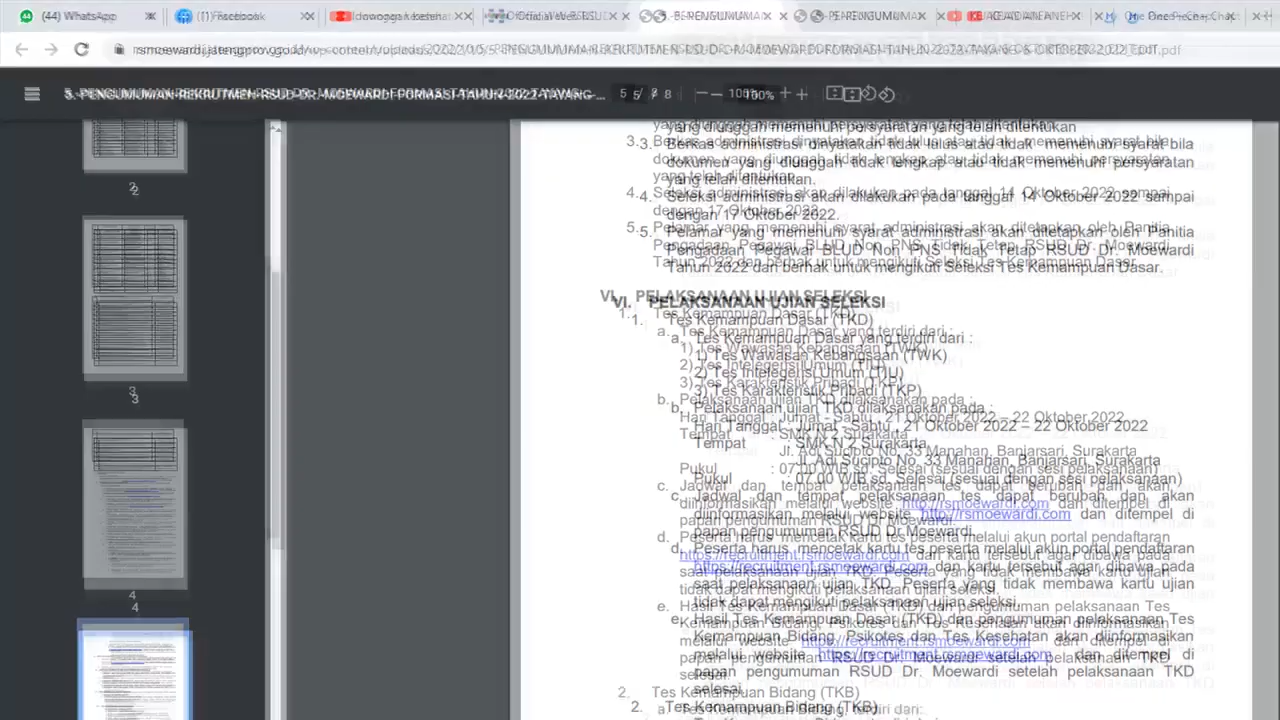 (44) WhatsApp
(1) Facebook
lowongan kerja
5. PENGUMUMAN REKRUTMEN RSUD DR. MOEWARDI FORMASI TAHUN 2022 TAYANG ...
5 / 8
100%
2
3
4
yang diunggah memenuhi persyaratan yang telah ditentukan
3. Berkas administrasi dinyatakan tidak lulus atau tidak memenuhi syarat bila
dokumen yang diunggah tidak lengkap atau tidak memenuhi persyaratan
yang telah ditentukan.
4. Seleksi administrasi akan dilakukan pada tanggal 14 Oktober 2022 sampai
dengan 17 Oktober 2022.
5. Pelamar yang memenuhi syarat administrasi akan ditetapkan oleh Panitia
Pengadaan Pegawai BLUD Non PNS Tidak Tetap RSUD Dr. Moewardi
Tahun 2022 dan berhak untuk mengikuti Seleksi Tes Kemampuan Dasar.
VI. PELAKSANAAN UJIAN SELEKSI
1. Tes Kemampuan Dasar (TKD)
a. Tes Kemampuan Dasar yang terdiri dari :
1) Tes Wawasan Kebangsaan (TWK)
2) Tes Intelegensi Umum (TIU)
3) Tes Karakteristik Pribadi (TKP)
b. Pelaksanaan ujian TKD dilaksanakan pada :
Hari Tanggal : Jumat - Sabtu , 21 Oktober 2022 – 22 Oktober 2022
Tempat : SMK N 2 Surakarta
No. 33 Manahan, Banjarsari, Surakarta
Pukul : 07.00 WIB sd. Selesai (sesuai dengan sesi pelaksanaan)
c. Jadwal dan tempat pelaksanaan tes dapat berubah dan akan
diinformasikan melalui website http://rsmoewardi.com dan ditempel di
papan pengumuman RSUD Dr Moewardi.
d. Peserta harus mencetak kartu tes peserta melalui akun portal pendaftaran
https://recruitment.rsmoewardi.com dan kartu tersebut agar dibawa pada
saat pelaksanaan ujian TKD. Peserta yang tidak membawa kartu ujian
tidak dapat mengikuti pelaksanaan ujian seleksi.
e. Hasil Tes Kemampuan Dasar (TKD) dan pengumuman pelaksanaan Tes
Kemampuan Bidang Psikotes dan Tes Kesehatan akan diinformasikan
melalui website https://recruitment.rsmoewardi.com dan ditempel di
papan pengumuman RSUD Dr. Moewardi setelah pelaksanaan TKD
selesai.
2. Tes Kemampuan Bidang (TKB)
a. Tes Kemampuan Bidang terdiri dari: